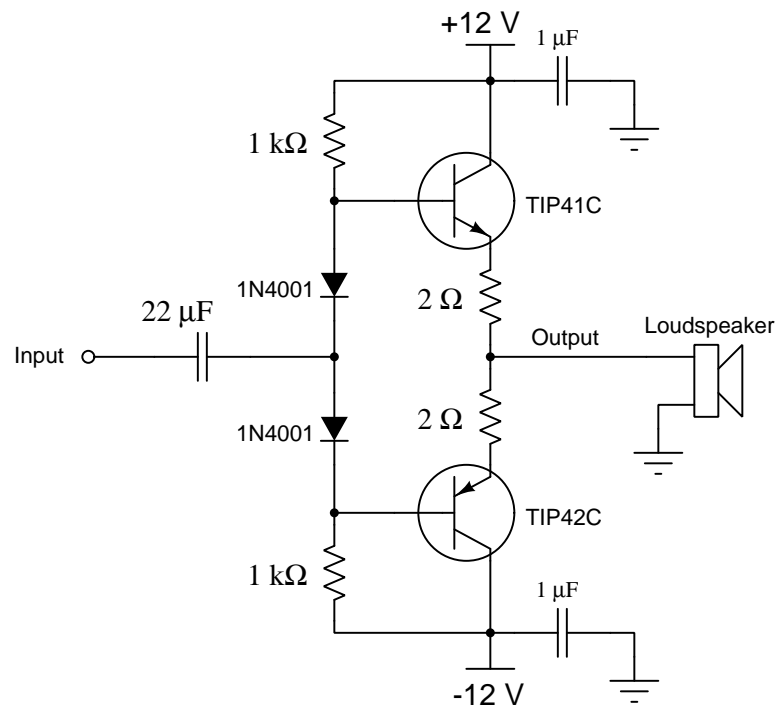 +12 V
1 μF
1 kΩ
TIP41C
1N4001
2 Ω
22 μF
Loudspeaker
Input
Output
1N4001
2 Ω
TIP42C
1 kΩ
1 μF
-12 V